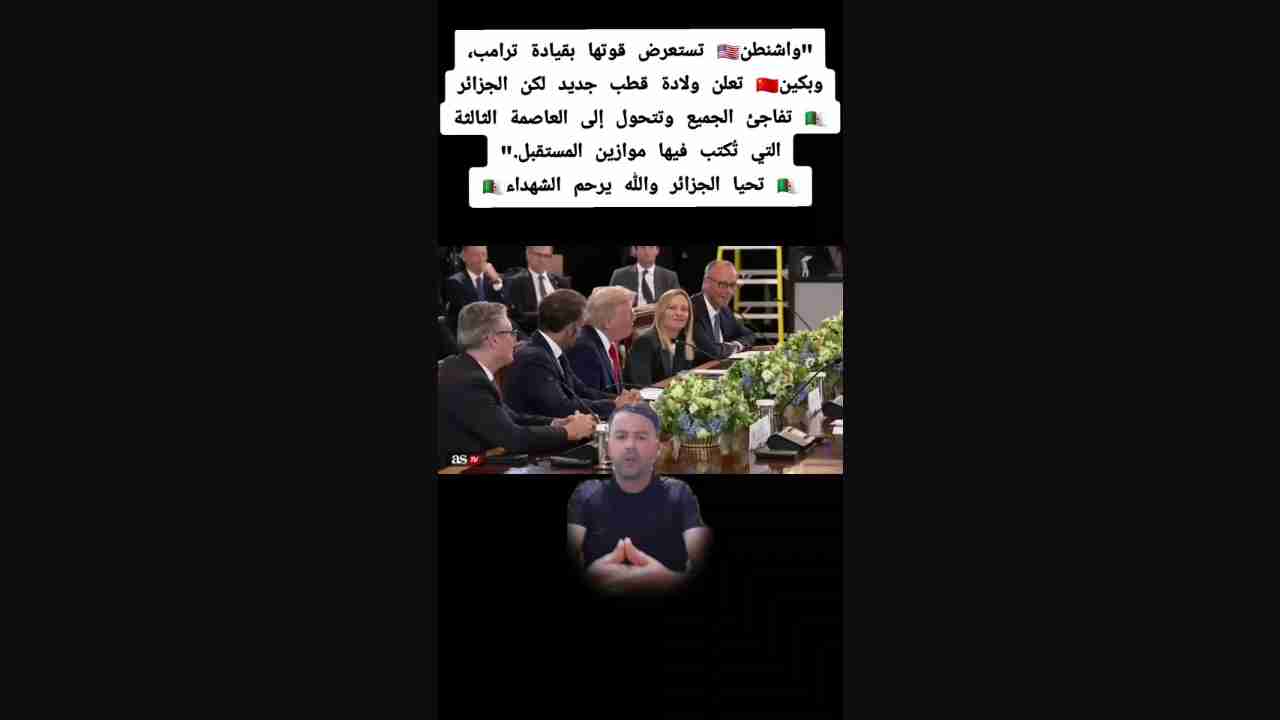 "واشنطن🇺🇸 تستعرض قوتها بقيادة ترامب،
وبكين🇨🇳 تعلن ولادة قطب جديد لكن الجزائر
🇩🇿 تفاجئ الجميع وتتحول إلى العاصمة الثالثة
التي تُكتب فيها موازين المستقبل."
🇩🇿 تحيا الجزائر والله يرحم الشهداء🇩🇿
as TV